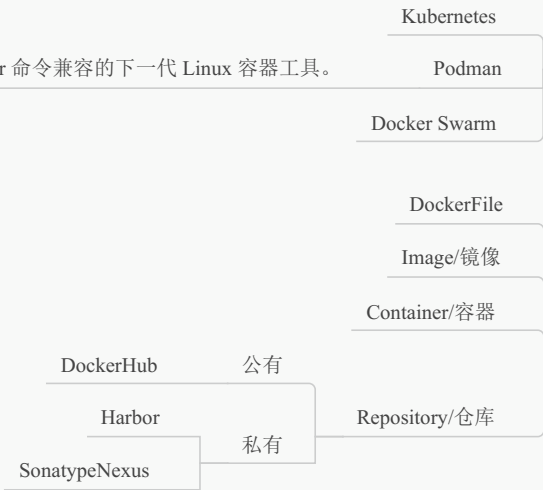 Kubernetes
r 命令兼容的下一代 Linux 容器工具。 Podman
Docker Swarm
DockerFile
Image/镜像
Container/容器
DockerHub 公有
Harbor
Repository/仓库
私有
SonatypeNexus